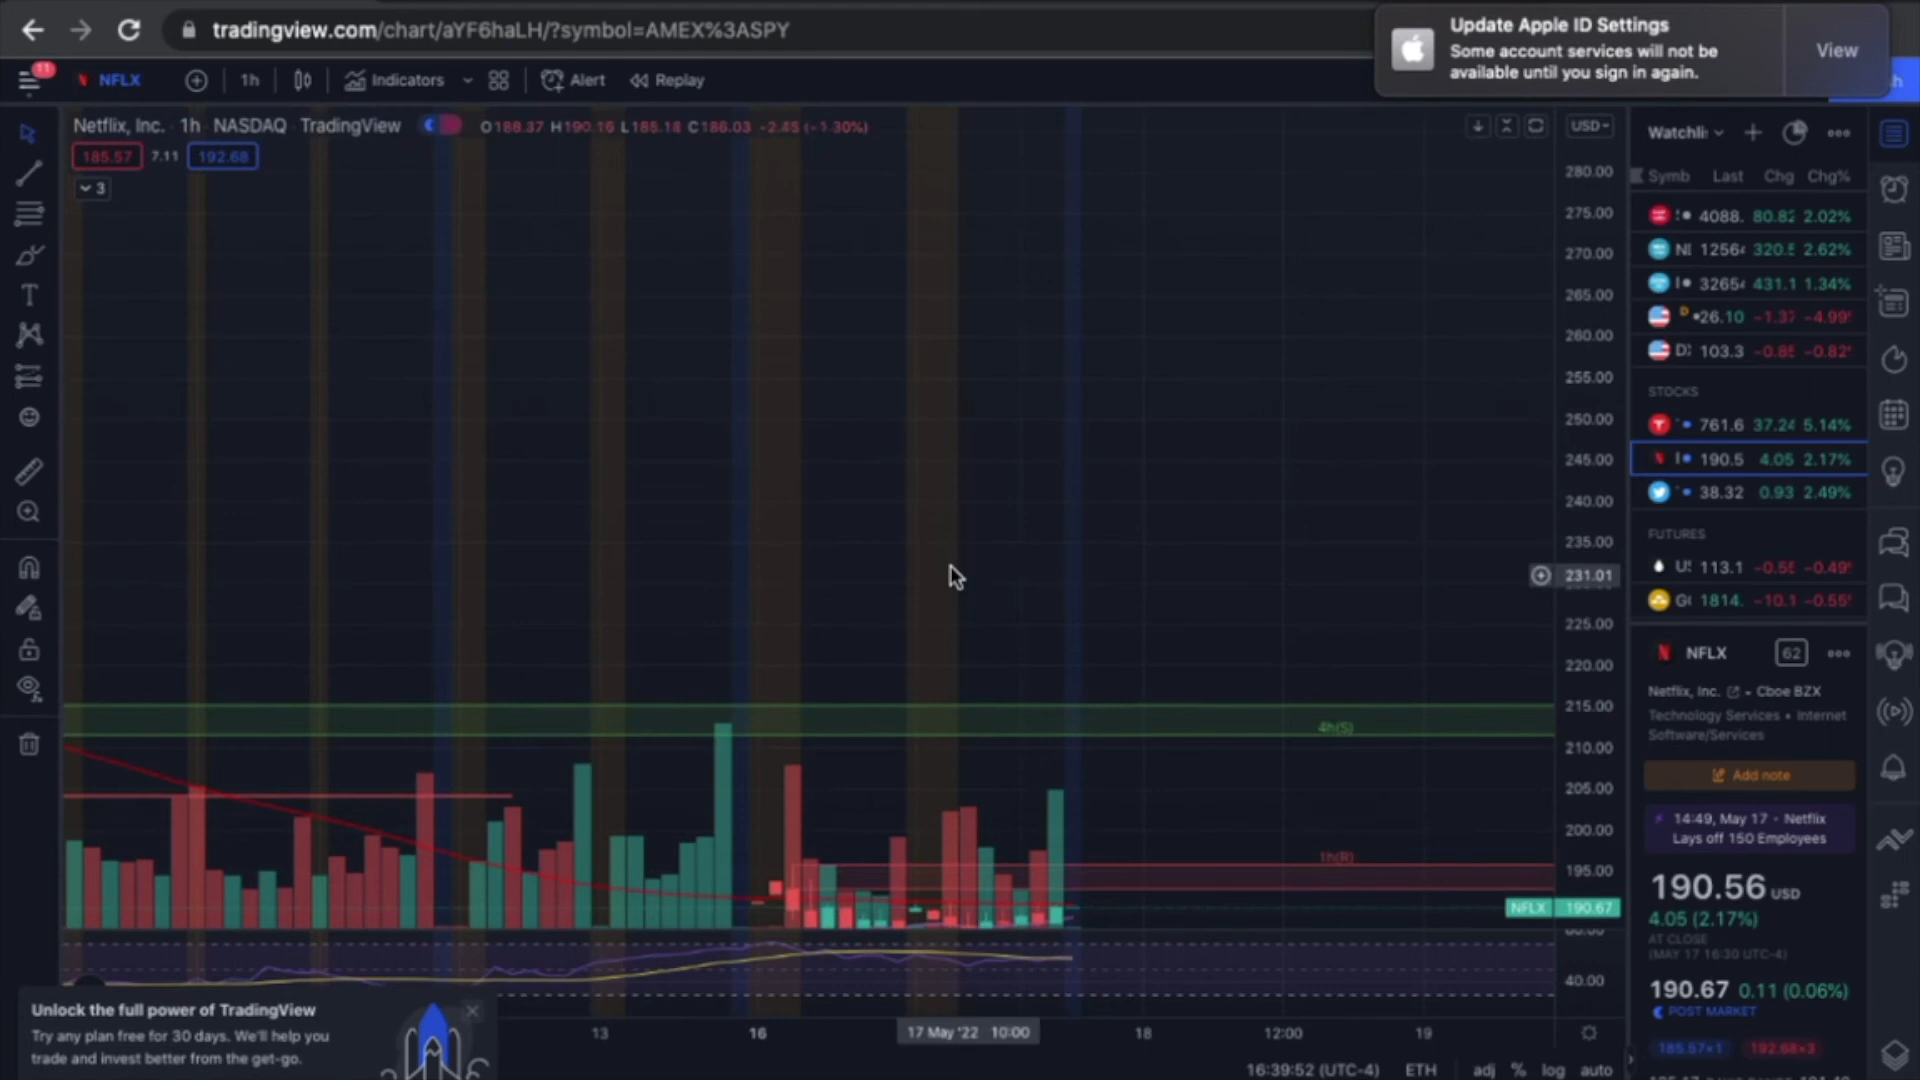 tradingview.com/chart/aYF6haLH/?symbol=AMEX%3ASPY
Update Apple ID Settings
Some account services will not be
available until you sign in again.
View
11
NFLX
1h
Indicators
Alert
Replay
Netflix, Inc. 1h NASDAQ TradingView
O188.37 H190.16 L185.18 C186.03 -2.45 (-1.30%)
185.57 7.11 192.68
3
USD
280.00
275.00
270.00
265.00
260.00
255.00
250.00
245.00
240.00
235.00
231.01
225.00
220.00
215.00
210.00
205.00
200.00
195.00
NFLX 190.67
40.00
4h(S)
1h(R)
13
16
17 May '22 10:00
18
12:00
19
16:39:52 (UTC-4)
ETH
adj
%
log
auto
Unlock the full power of TradingView
Try any plan free for 30 days. We'll help you
trade and invest better from the get-go.
Symb Last Chg Chg%
4088. 80.82 2.02%
320.5 2.62%
431.1 1.34%
26.10 -1.37 -4.99
103.3 -0.85 -0.82
STOCKS
761.6 37.24 5.14%
190.5 4.05 2.17%
38.32 0.93 2.49%
FUTURES
113.1 -0.55 -0.49
1814. -10.1 -0.55
NFLX
62
Netflix, Inc. • Cboe BZX
Technology Services • Internet
Software/Services
Add note
14:49, May 17 • Netflix
Lays off 150 Employees
190.56 USD
4.05 (2.17%)
AT CLOSE
(MAY 17 16:30 UTC-4)
190.67 0.11 (0.06%)
POST MARKET
185.57×1 192.68×3